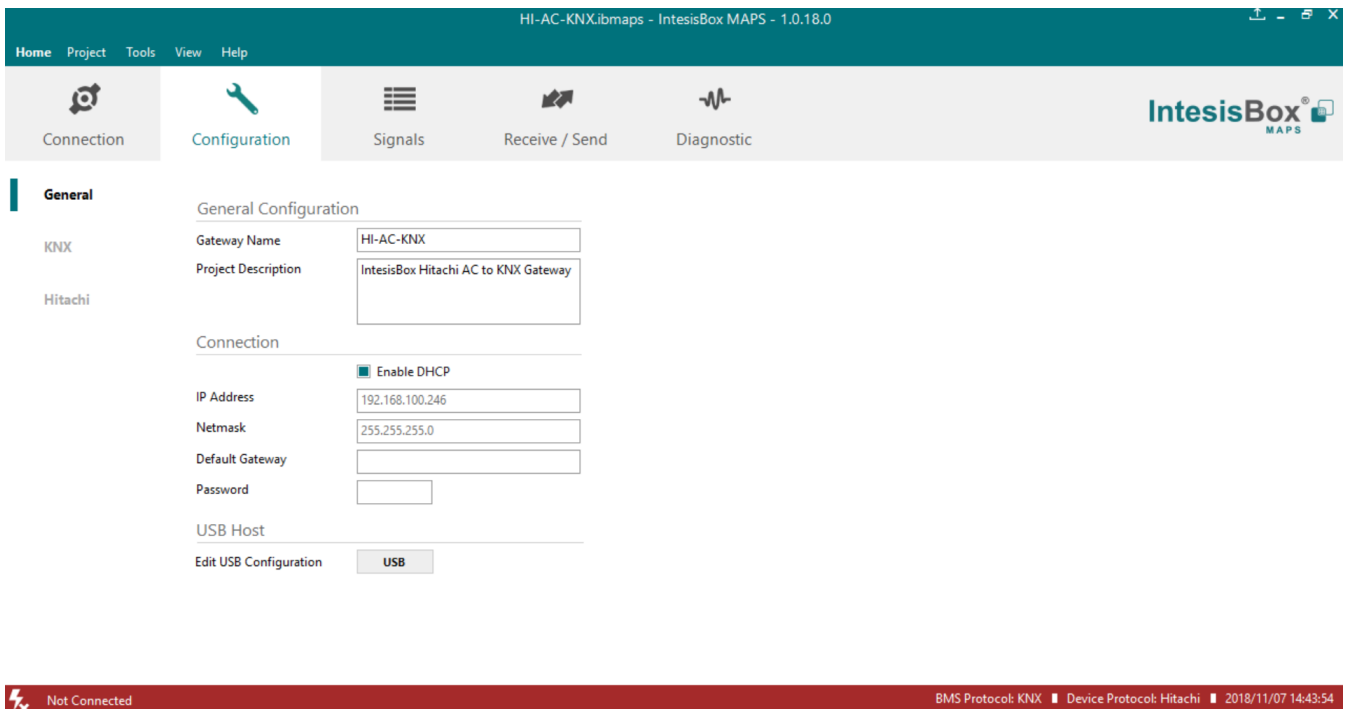 HI-AC-KNX.ibmaps - IntesisBox MAPS - 1.0.18.0
Home Project Tools View Help
Connection Configuration Signals Receive / Send Diagnostic
IntesisBox® MAPS
General
KNX
Hitachi
General Configuration
Gateway Name HI-AC-KNX
Project Description IntesisBox Hitachi AC to KNX Gateway
Connection
Enable DHCP
IP Address 192.168.100.246
Netmask 255.255.255.0
Default Gateway
Password
USB Host
Edit USB Configuration USB
Not Connected BMS Protocol: KNX Device Protocol: Hitachi 2018/11/07 14:43:54